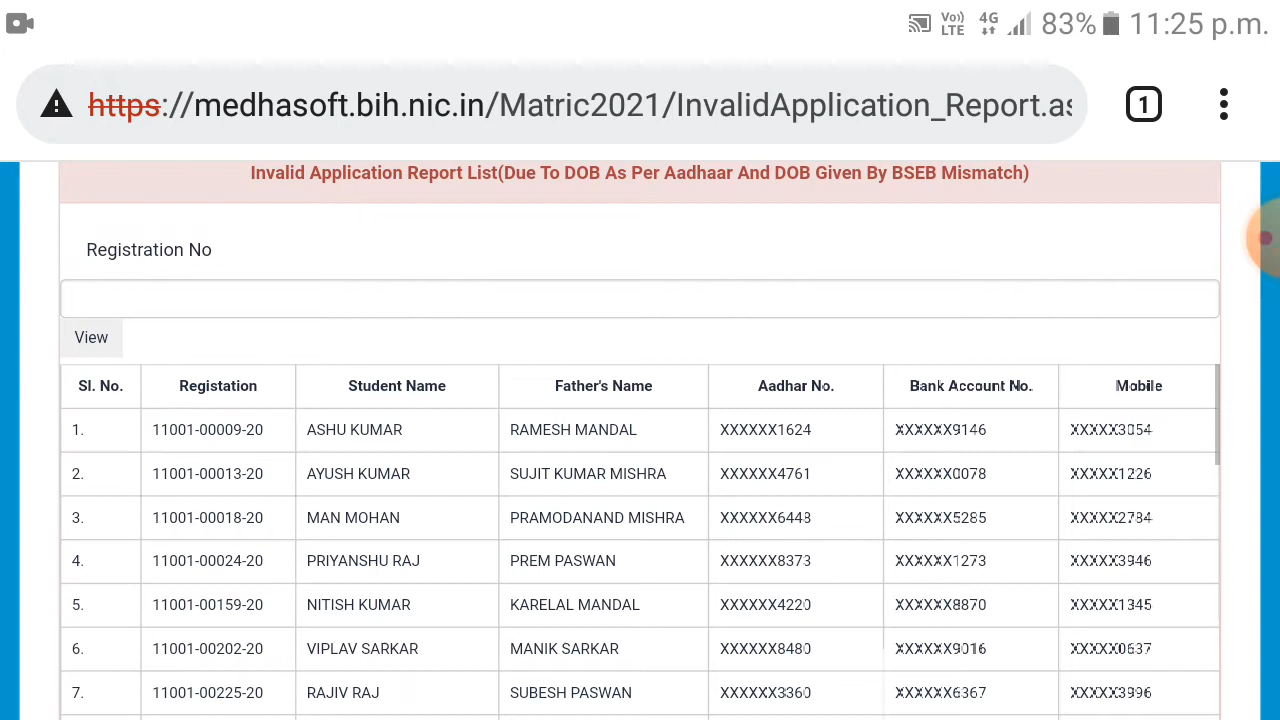 Vo)) LTE 4G 83% 11:25 p.m.
https://medhasoft.bih.nic.in/Matric2021/InvalidApplication_Report.as 1
Invalid Application Report List(Due To DOB As Per Aadhaar And DOB Given By BSEB Mismatch)
Registration No
View
Sl. No. Registation Student Name Father's Name Aadhar No. Bank Account No. Mobile
1. 11001-00009-20 ASHU KUMAR RAMESH MANDAL XXXXXX1624 XXXXXX9146 XXXXX3054
2. 11001-00013-20 AYUSH KUMAR SUJIT KUMAR MISHRA XXXXXX4761 XXXXXX0078 XXXXX1226
3. 11001-00018-20 MAN MOHAN PRAMODANAND MISHRA XXXXXX6448 XXXXXX5285 XXXXX2784
4. 11001-00024-20 PRIYANSHU RAJ PREM PASWAN XXXXXX8373 XXXXXX1273 XXXXX3946
5. 11001-00159-20 NITISH KUMAR KARELAL MANDAL XXXXXX4220 XXXXXX8870 XXXXX1345
6. 11001-00202-20 VIPLAV SARKAR MANIK SARKAR XXXXXX8480 XXXXXX9016 XXXXX0637
7. 11001-00225-20 RAJIV RAJ SUBESH PASWAN XXXXXX3360 XXXXXX6367 XXXXX3996